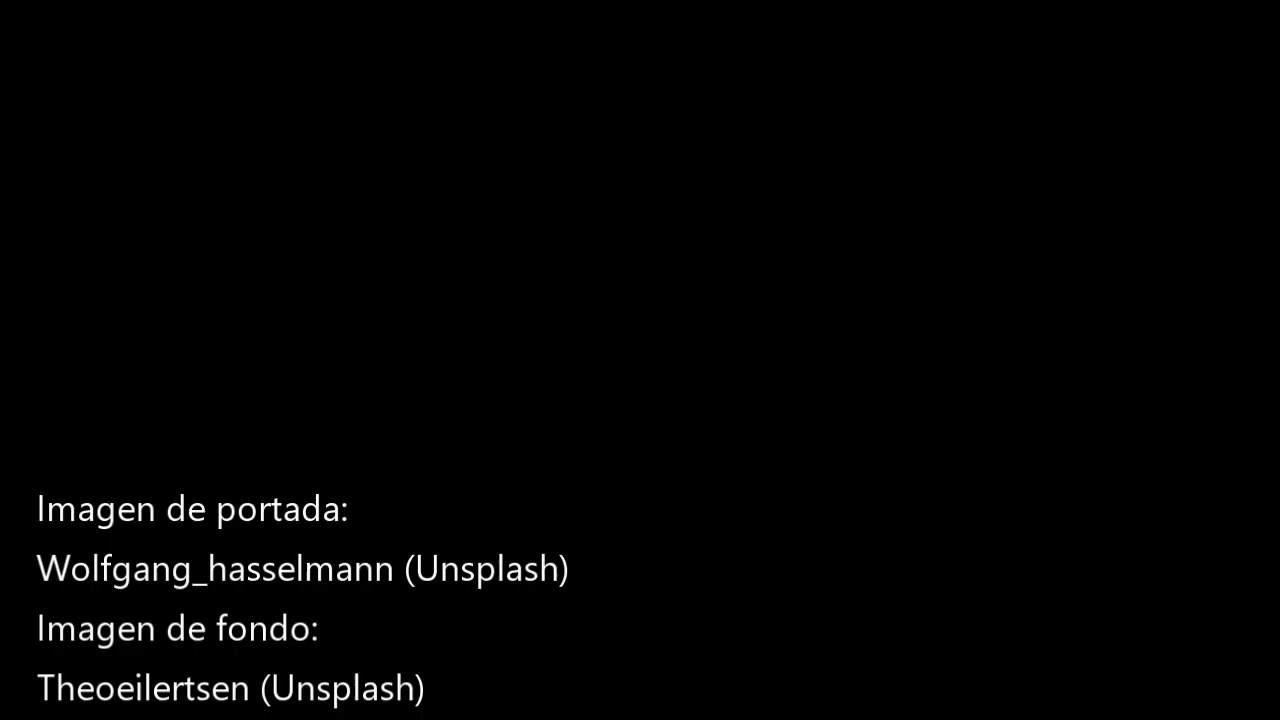 Imagen de portada:
Wolfgang_hasselmann (Unsplash)
Imagen de fondo:
Theoeilertsen (Unsplash)